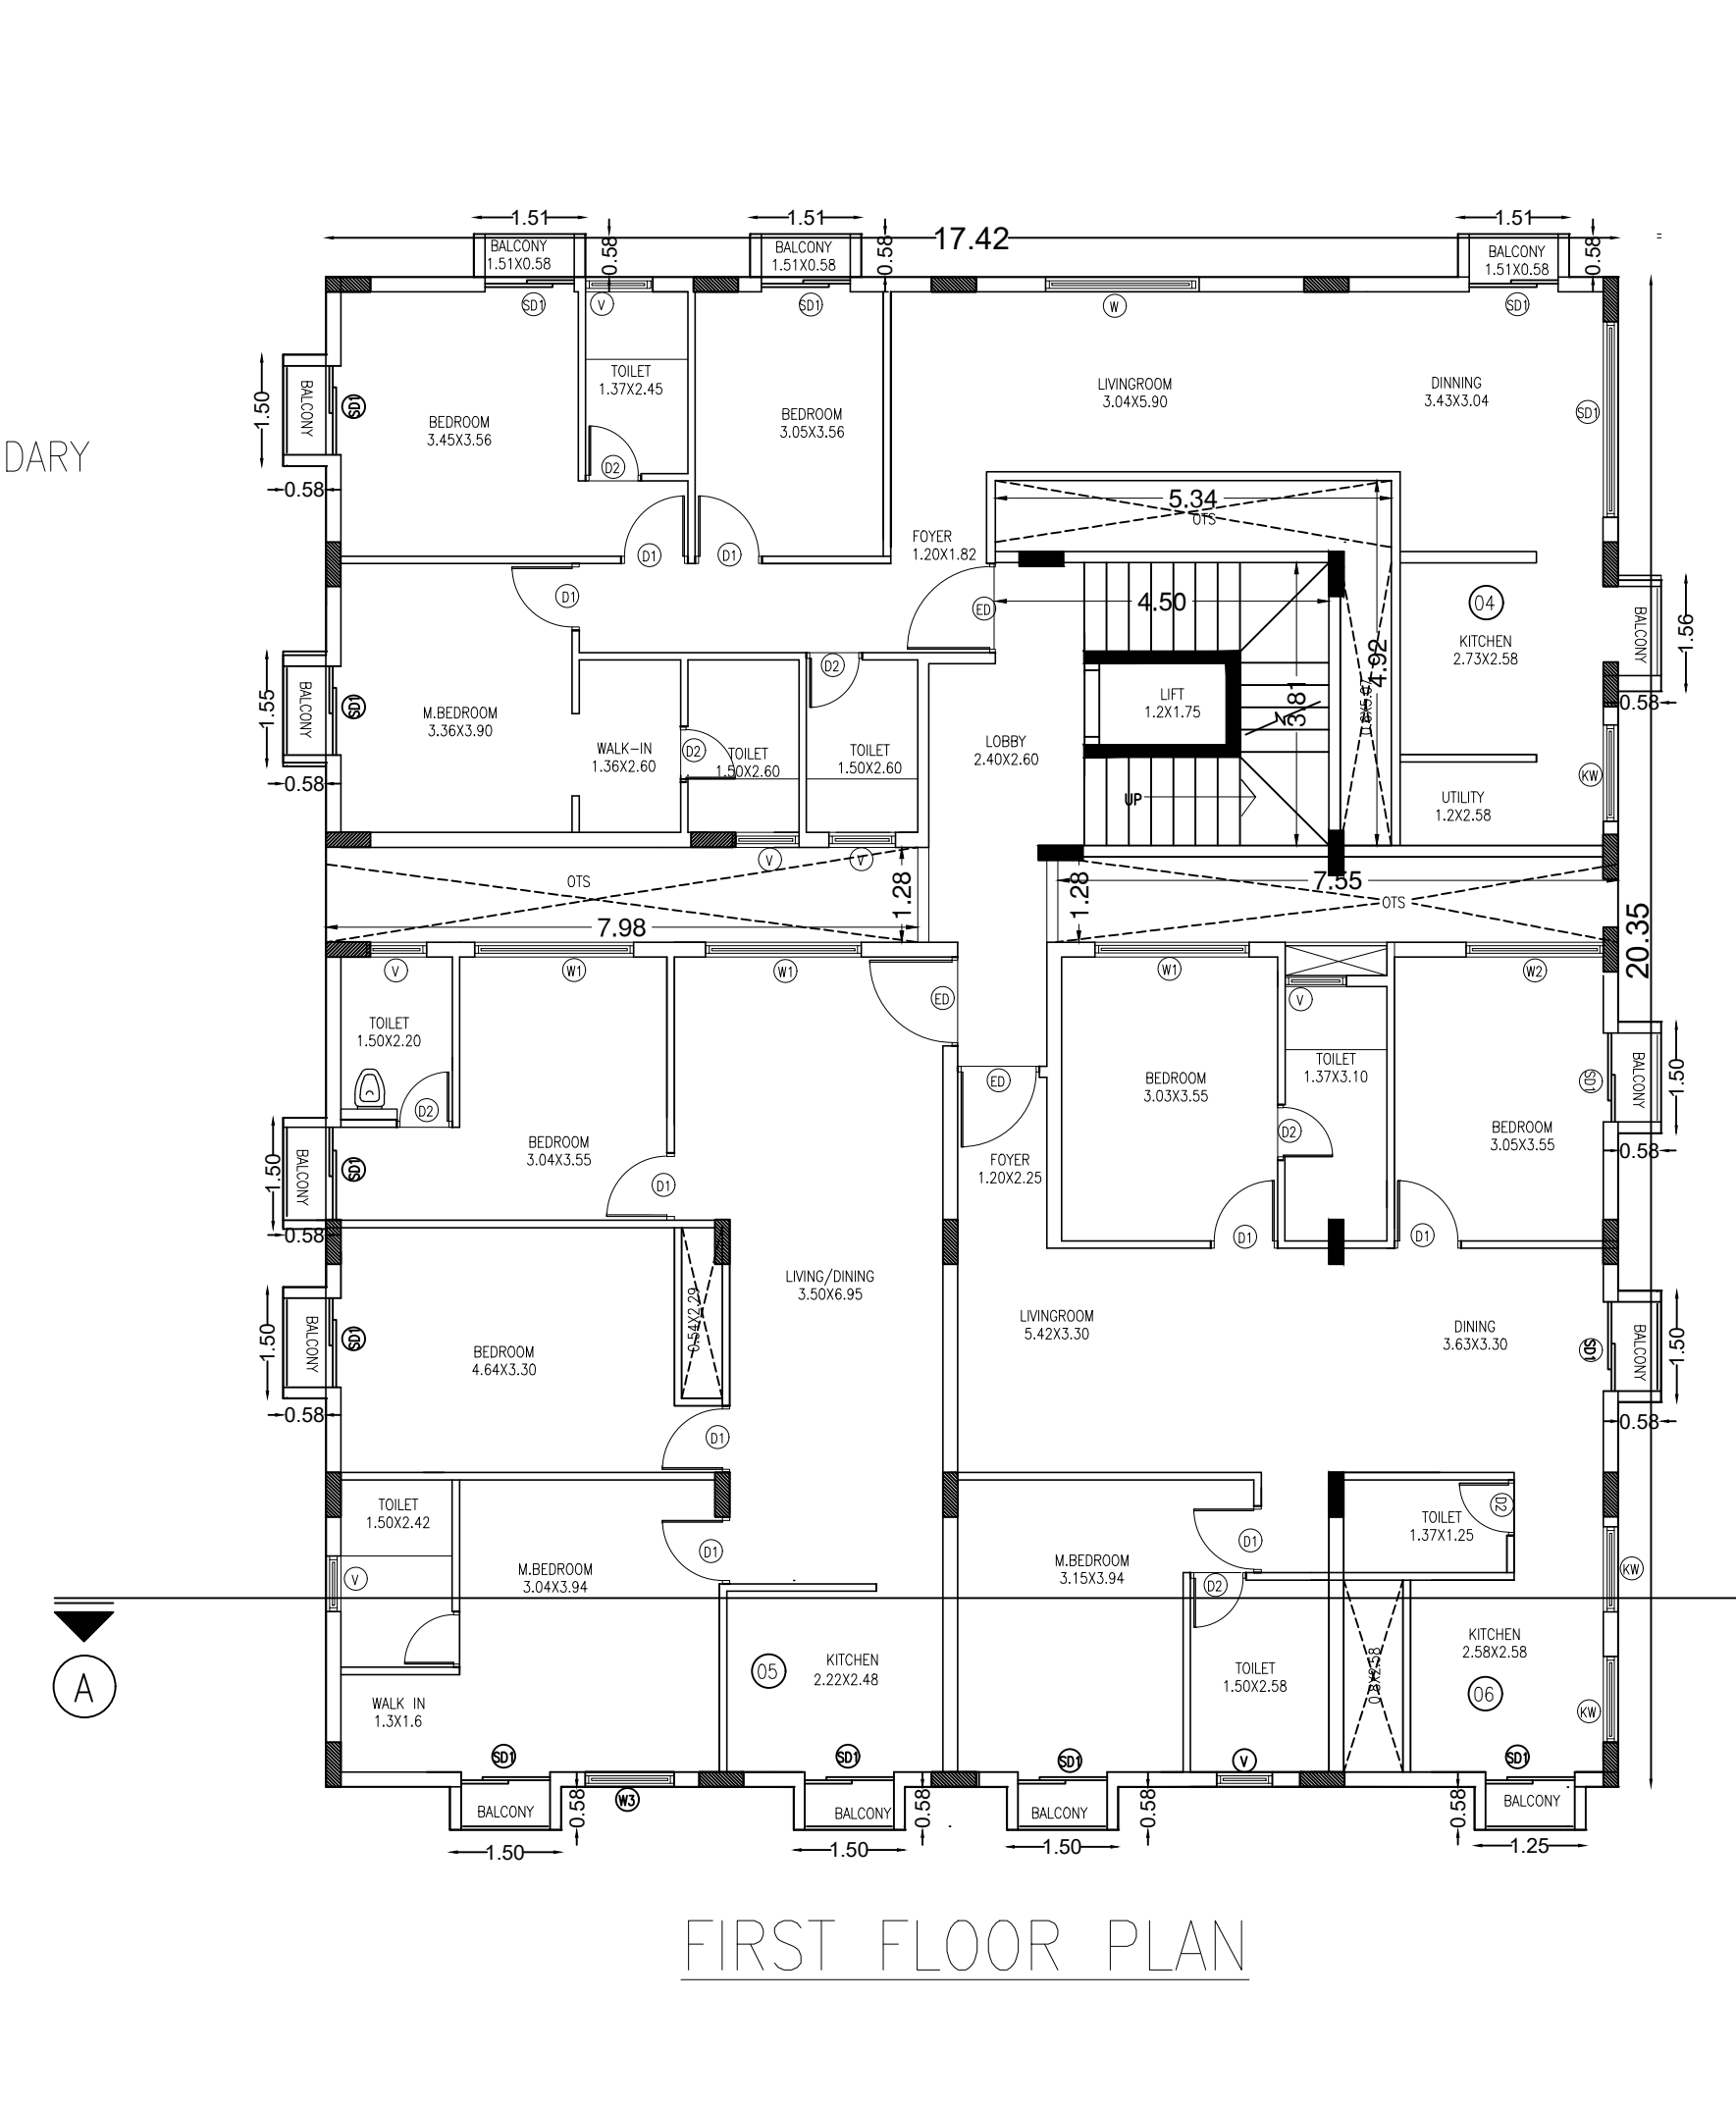 1.51
1.51
1.51
17.42
BALCONY
1.51X0.58
0.58
BALCONY
1.51X0.58
0.58
BALCONY
1.51X0.58
0.58
SD1
V
SD1
W
SD1
1.50
BALCONY
SD1
TOILET
1.37X2.45
LIVINGROOM
3.04X5.90
DINNING
3.43X3.04
BEDROOM
3.45X3.56
BEDROOM
3.05X3.56
SD1
DARY
D2
0.58
5.34
OTS
D1
D1
FOYER
1.20X1.82
D1
ED
4.50
04
KITCHEN
2.73X2.58
BALCONY
1.56
4.92
1.55
BALCONY
SD1
M.BEDROOM
3.36X3.90
D2
LIFT
1.2X1.75
3.81
0.58
WALK-IN
1.36X2.60
D2
TOILET
1.50X2.60
TOILET
1.50X2.60
LOBBY
2.40X2.60
0.58
UP
UTILITY
1.2X2.58
KW
V
V
OTS
1.28
1.28
7.55
OTS
7.98
20.35
V
W1
W1
ED
W1
V
W2
TOILET
1.50X2.20
D2
ED
BEDROOM
3.03X3.55
TOILET
1.37X3.10
SD1
BALCONY
1.50
BEDROOM
3.04X3.55
D2
BEDROOM
3.05X3.55
0.58
1.50
BALCONY
SD1
D1
FOYER
1.20X2.25
D1
D1
0.58
LIVING/DINING
3.50X6.95
0.54X2.29
1.50
BALCONY
SD1
BEDROOM
4.64X3.30
LIVINGROOM
5.42X3.30
DINING
3.63X3.30
SD1
BALCONY
1.50
0.58
D1
0.58
TOILET
1.50X2.42
D2
TOILET
1.37X1.25
V
M.BEDROOM
3.04X3.94
D1
M.BEDROOM
3.15X3.94
D1
D2
KW
A
05
KITCHEN
2.22X2.48
TOILET
1.50X2.58
KITCHEN
2.58X2.58
06
WALK IN
1.3X1.6
KW
SD1
SD1
SD1
V
SD1
W3
BALCONY
0.58
BALCONY
0.58
BALCONY
0.58
0.58
BALCONY
1.50
1.50
1.50
1.25
FIRST FLOOR PLAN